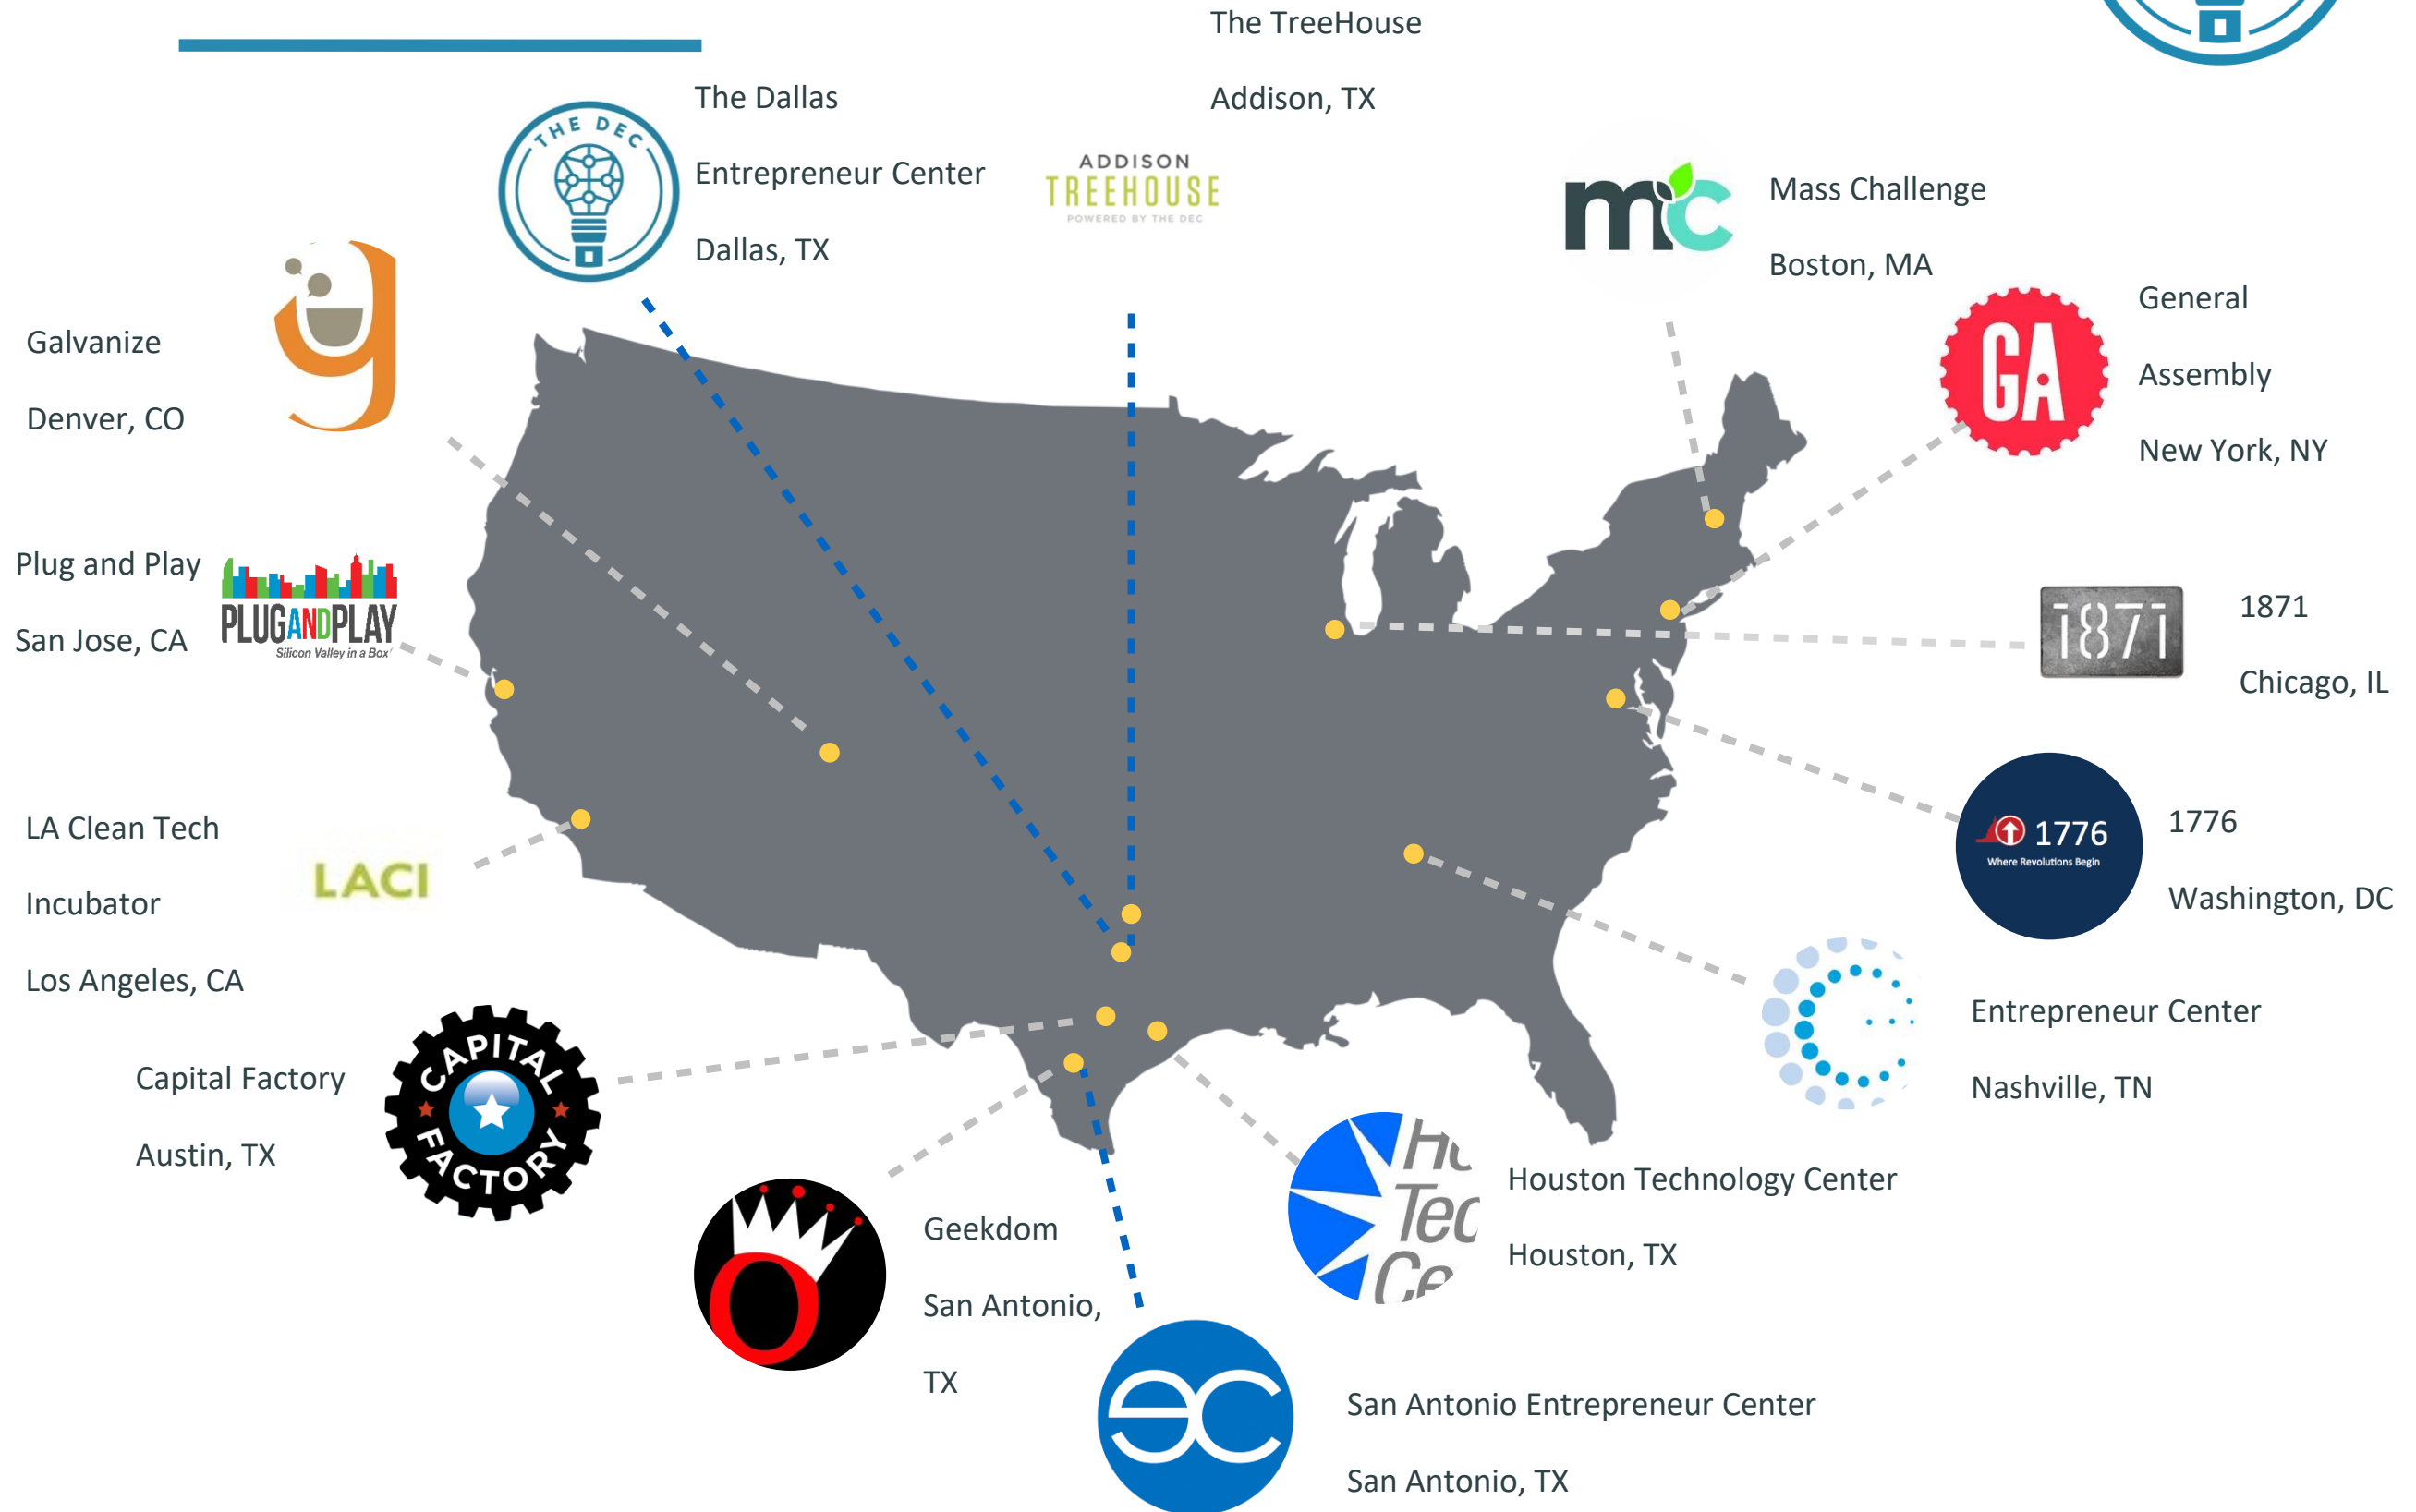 The TreeHouse
Addison, TX
The Dallas
Entrepreneur Center
Dallas, TX
THE DEC
ADDISON
TREEHOUSE
POWERED BY THE DEC
mc
Mass Challenge
Boston, MA
General
Assembly
New York, NY
GA
g
Galvanize
Denver, CO
Plug and Play
San Jose, CA
PLUGANDPLAY
Silicon Valley in a Box
1871
1871
Chicago, IL
LA Clean Tech
Incubator
Los Angeles, CA
LACI
1776
Where Revolutions Begin
1776
Washington, DC
Entrepreneur Center
Nashville, TN
Capital Factory
Austin, TX
CAPITAL
FACTORY
Geekdom
San Antonio,
TX
Houston Technology Center
Houston, TX
Tec
Ce
ec
San Antonio Entrepreneur Center
San Antonio, TX